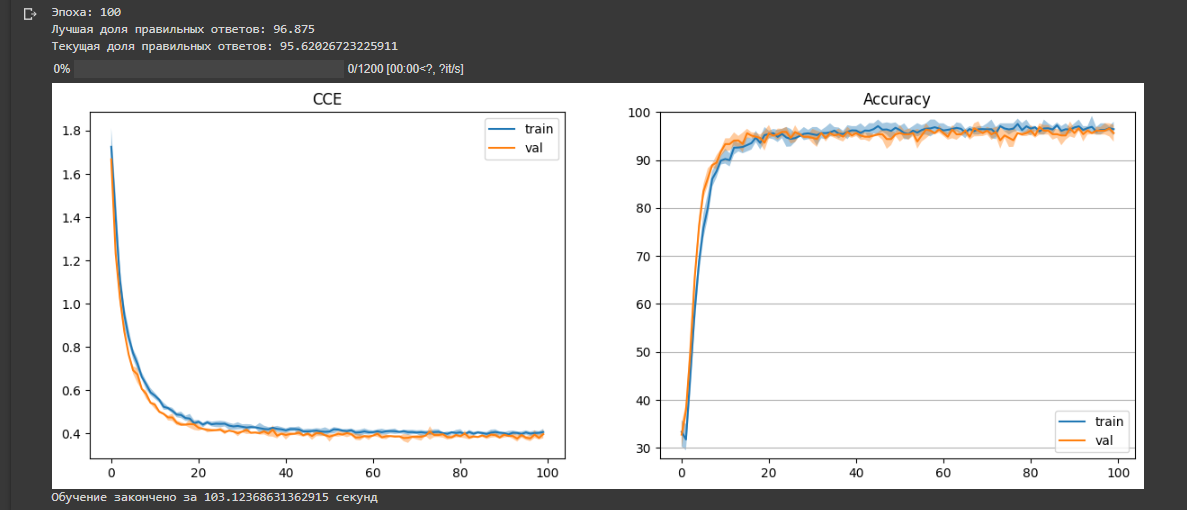 Эпоха: 100
Лучшая доля правильных ответов: 96.875
Текущая доля правильных ответов: 95.62026723225911
0% 0/1200 [00:00<?, ?it/s]
CCE
1.8
1.6
1.4
1.2
1.0
0.8
0.6
0.4
0 20 40 60 80 100
train
val
Accuracy
100
90
80
70
60
50
40
30
0 20 40 60 80 100
train
val
Обучение закончено за 103.12368631362915 секунд